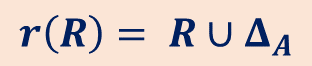 r(R) = R ∪ Δ_A